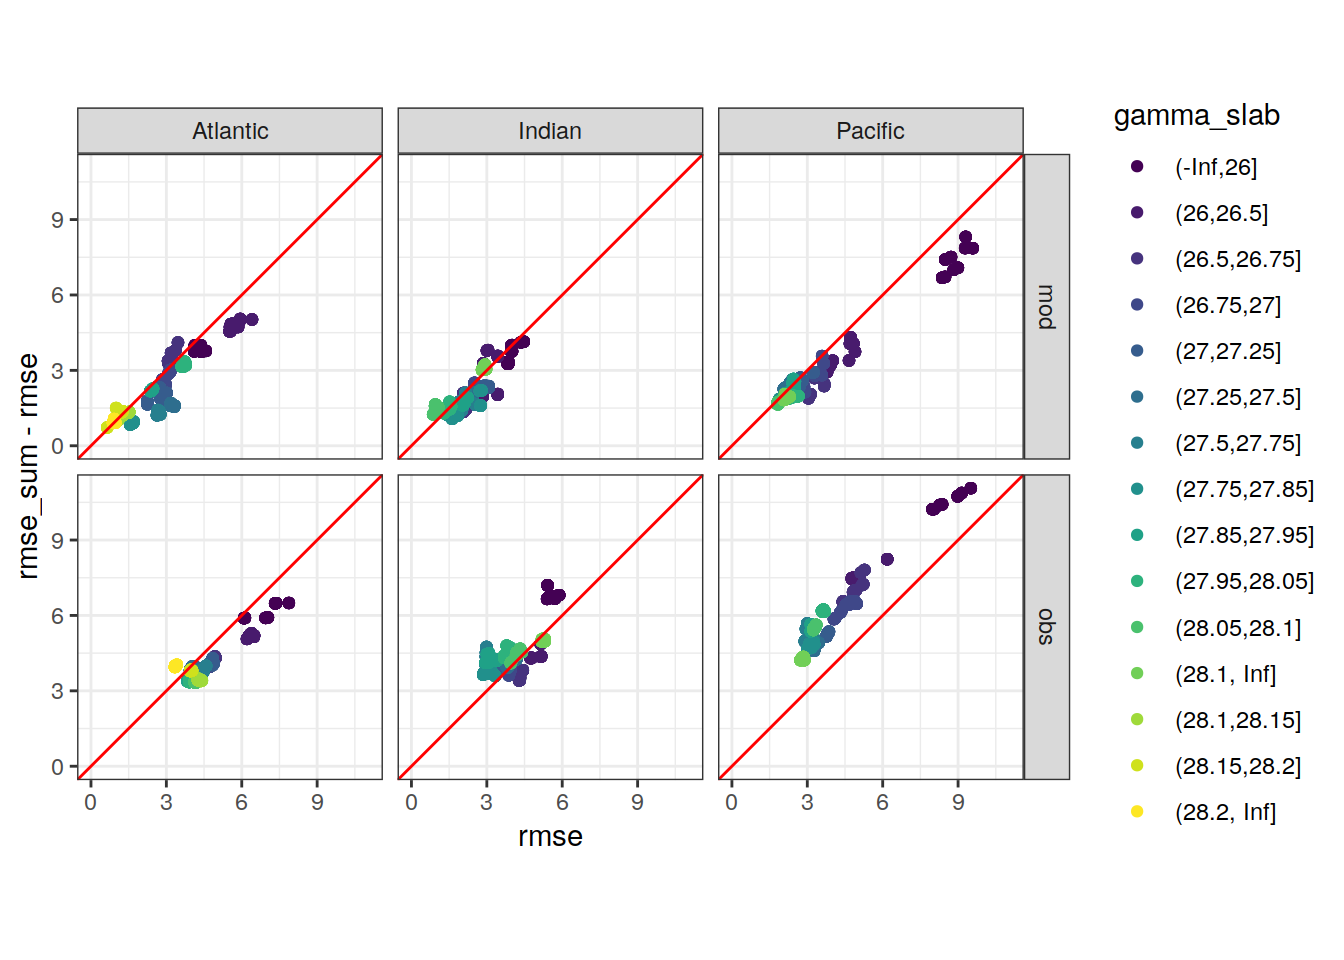 Atlantic
Indian
Pacific
gamma_slab
(-Inf,26]
(26,26.5]
(26.5,26.75]
(26.75,27]
(27,27.25]
(27.25,27.5]
(27.5,27.75]
(27.75,27.85]
(27.85,27.95]
(27.95,28.05]
(28.05,28.1]
(28.1, Inf]
(28.1,28.15]
(28.15,28.2]
(28.2, Inf]
mod
obs
rmse_sum - rmse
9
6
3
0
9
6
3
0
0 3 6 9
0 3 6 9
0 3 6 9
rmse